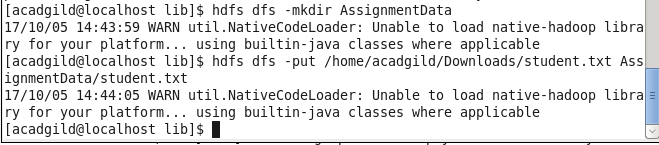 [acadgild@localhost lib]$ hdfs dfs -mkdir AssignmentData
17/10/05 14:43:59 WARN util.NativeCodeLoader: Unable to load native-hadoop libra
ry for your platform... using builtin-java classes where applicable
[acadgild@localhost lib]$ hdfs dfs -put /home/acadgild/Downloads/student.txt Ass
ignmentData/student.txt
17/10/05 14:44:05 WARN util.NativeCodeLoader: Unable to load native-hadoop libra
ry for your platform... using builtin-java classes where applicable
[acadgild@localhost lib]$